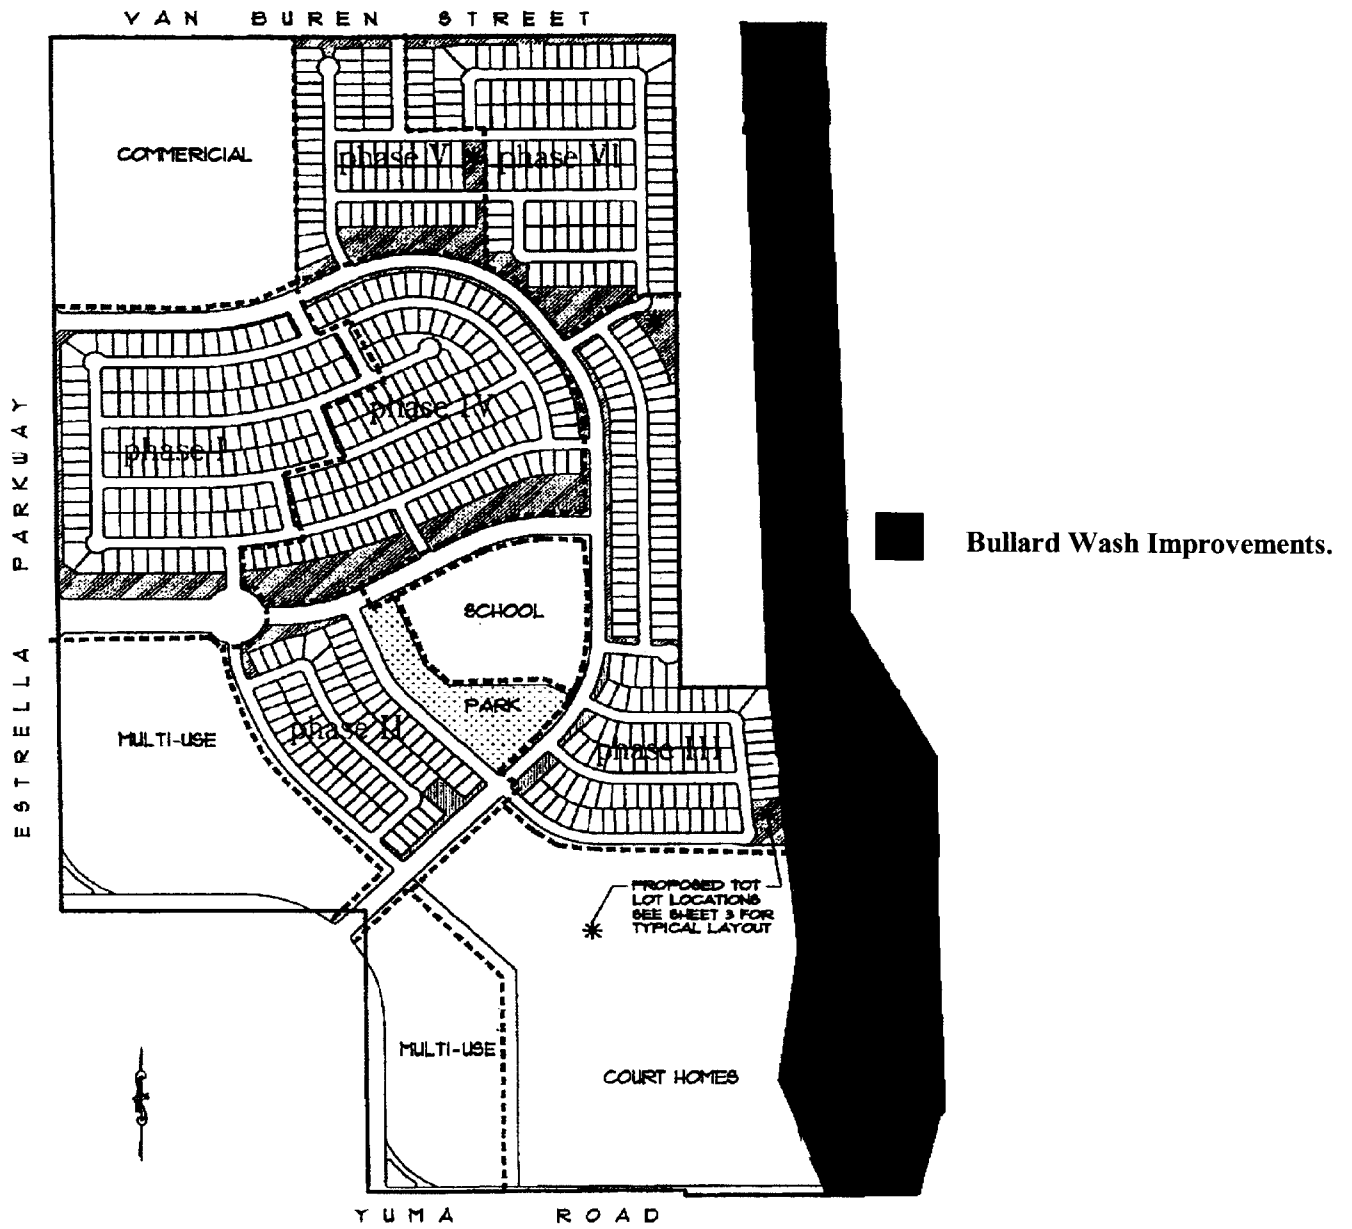 VAN BUREN STREET
COMMERICIAL
phase V
phase VI
phase IV
phase I
ESTRELLA PARKWAY
Bullard Wash Improvements.
SCHOOL
PARK
phase II
MULTI-USE
phase III
PROPOSED TOT
LOT LOCATIONS
SEE SHEET 3 FOR
TYPICAL LAYOUT
MULTI-USE
COURT HOMES
YUMA ROAD